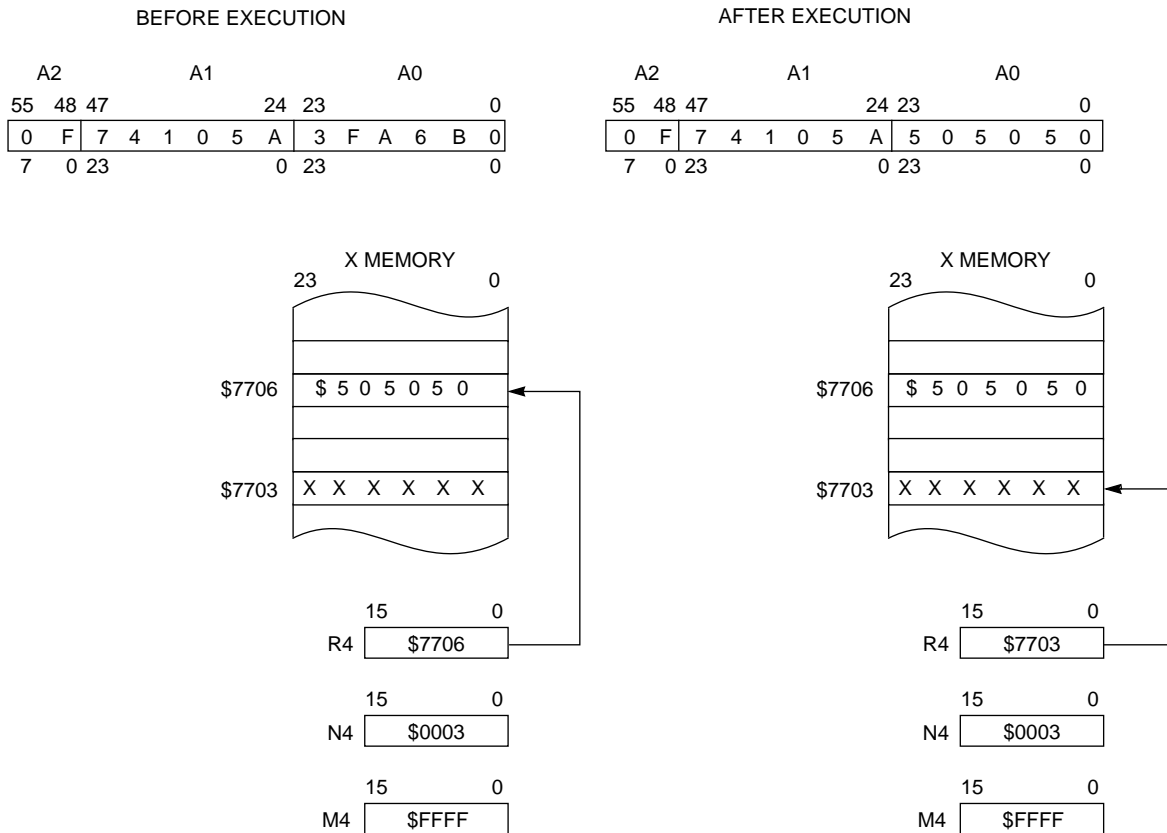 BEFORE EXECUTION AFTER EXECUTION
A2 A1 A0 A2 A1 A0
55 48 47 24 23 0 55 48 47 24 23 0
0 F 7 4 1 0 5 A 3 F A 6 B 0 0 F 7 4 1 0 5 A 5 0 5 0 5 0
7 0 23 0 23 0 7 0 23 0 23 0
X MEMORY X MEMORY
23 0 23 0
$7706 $ 5 0 5 0 5 0 $7706 $ 5 0 5 0 5 0
$7703 X X X X X X $7703 X X X X X X
15 0 15 0
R4 $7706 R4 $7703
15 0 15 0
N4 $0003 N4 $0003
15 0 15 0
M4 $FFFF M4 $FFFF